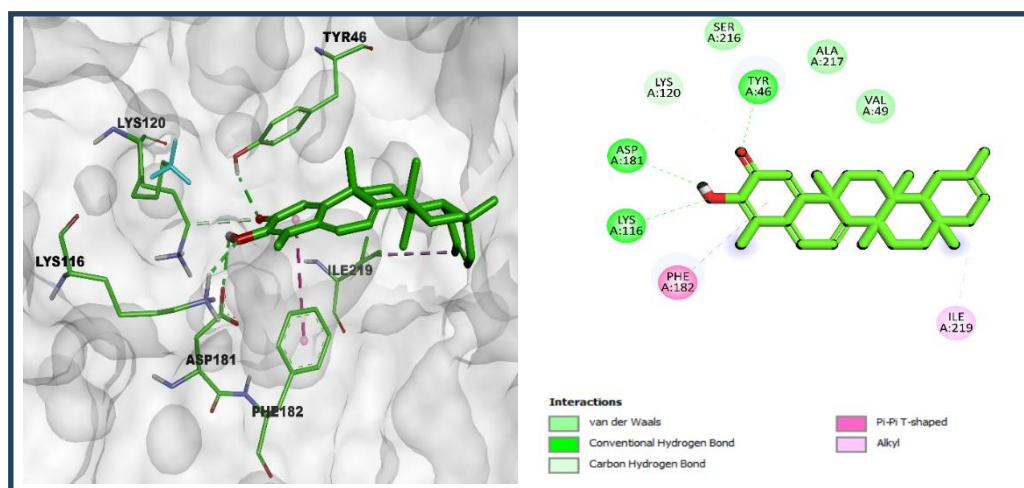 TYR46
LYS120
LYS116
ILE219
ASP181
PHE182
SER
A:216
ALA
A:217
LYS
A:120
TYR
A:46
VAL
A:49
ASP
A:181
LYS
A:116
PHE
A:182
ILE
A:219
Interactions
van der Waals
Conventional Hydrogen Bond
Carbon Hydrogen Bond
Pi-Pi T-shaped
Alkyl